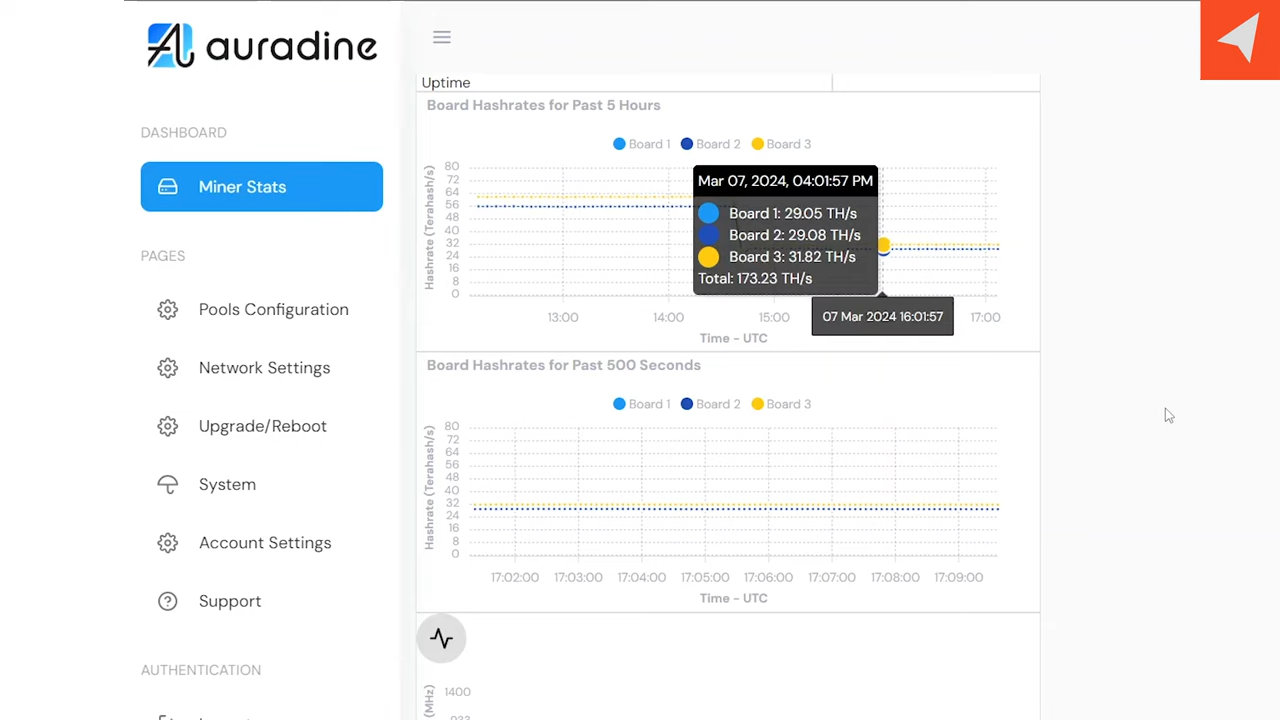 auradine
DASHBOARD
Miner Stats
PAGES
Pools Configuration
Network Settings
Upgrade/Reboot
System
Account Settings
Support
AUTHENTICATION
Uptime
Board Hashrates for Past 5 Hours
Board 1 Board 2 Board 3
Hashrate (Terahash/s)
80
72
64
56
48
40
32
24
16
8
0
Mar 07, 2024, 04:01:57 PM
Board 1: 29.05 TH/s
Board 2: 29.08 TH/s
Board 3: 31.82 TH/s
Total: 173.23 TH/s
13:00 14:00 15:00 17:00
07 Mar 2024 16:01:57
Time - UTC
Board Hashrates for Past 500 Seconds
Board 1 Board 2 Board 3
Hashrate (Terahash/s)
80
72
64
56
48
40
32
24
16
8
0
17:02:00 17:03:00 17:04:00 17:05:00 17:06:00 17:07:00 17:08:00 17:09:00
Time - UTC
(MHz)
1400